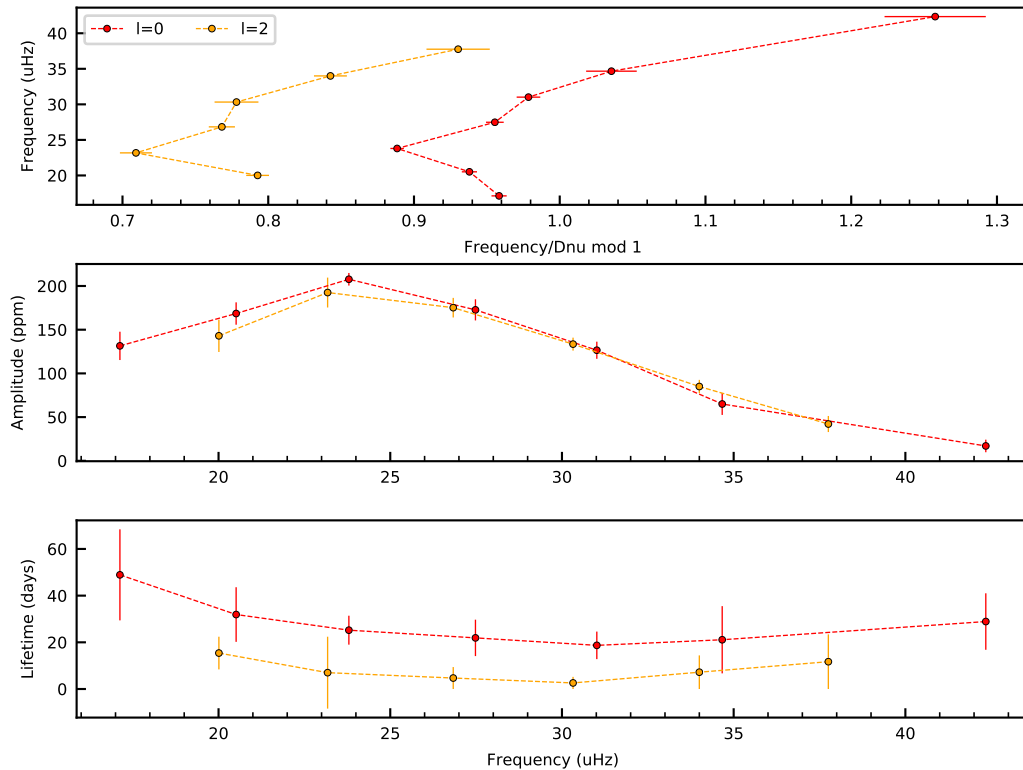 l=0 l=2
Frequency (uHz)
40
35
30
25
20
0.7 0.8 0.9 1.0 1.1 1.2 1.3
Frequency/Dnu mod 1
Amplitude (ppm)
200
150
100
50
0
20 25 30 35 40
Lifetime (days)
60
40
20
0
20 25 30 35 40
Frequency (uHz)